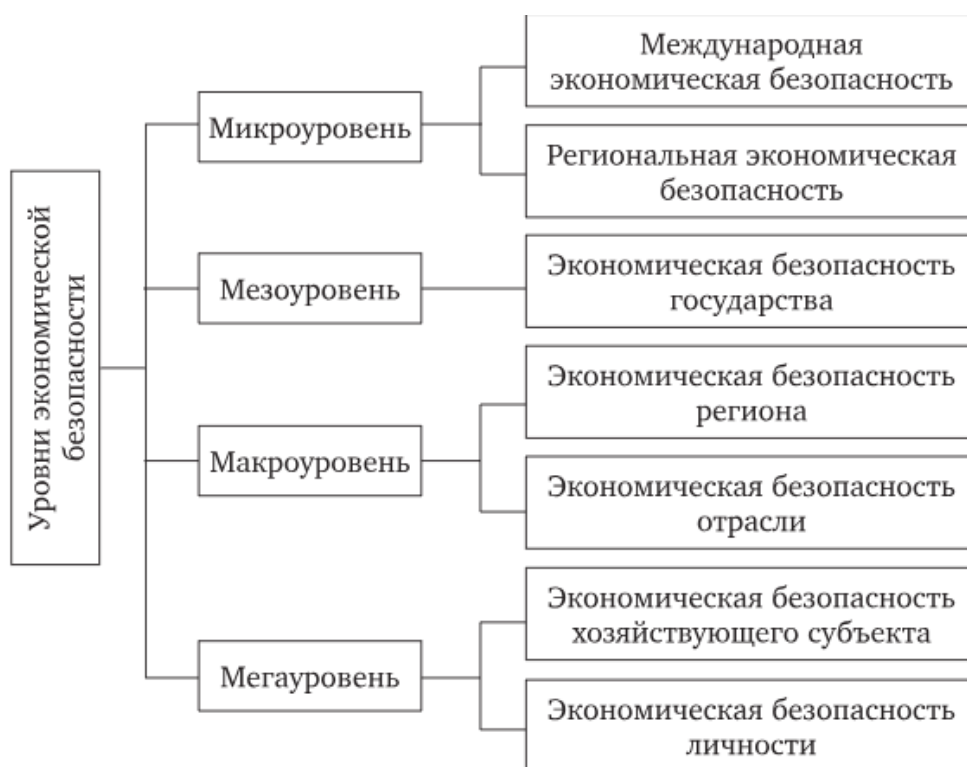 Уровни экономической
безопасности
Микроуровень
Международная
экономическая безопасность
Региональная экономическая
безопасность
Мезоуровень
Экономическая безопасность
государства
Макроуровень
Экономическая безопасность
региона
Экономическая безопасность
отрасли
Мегауровень
Экономическая безопасность
хозяйствующего субъекта
Экономическая безопасность
личности